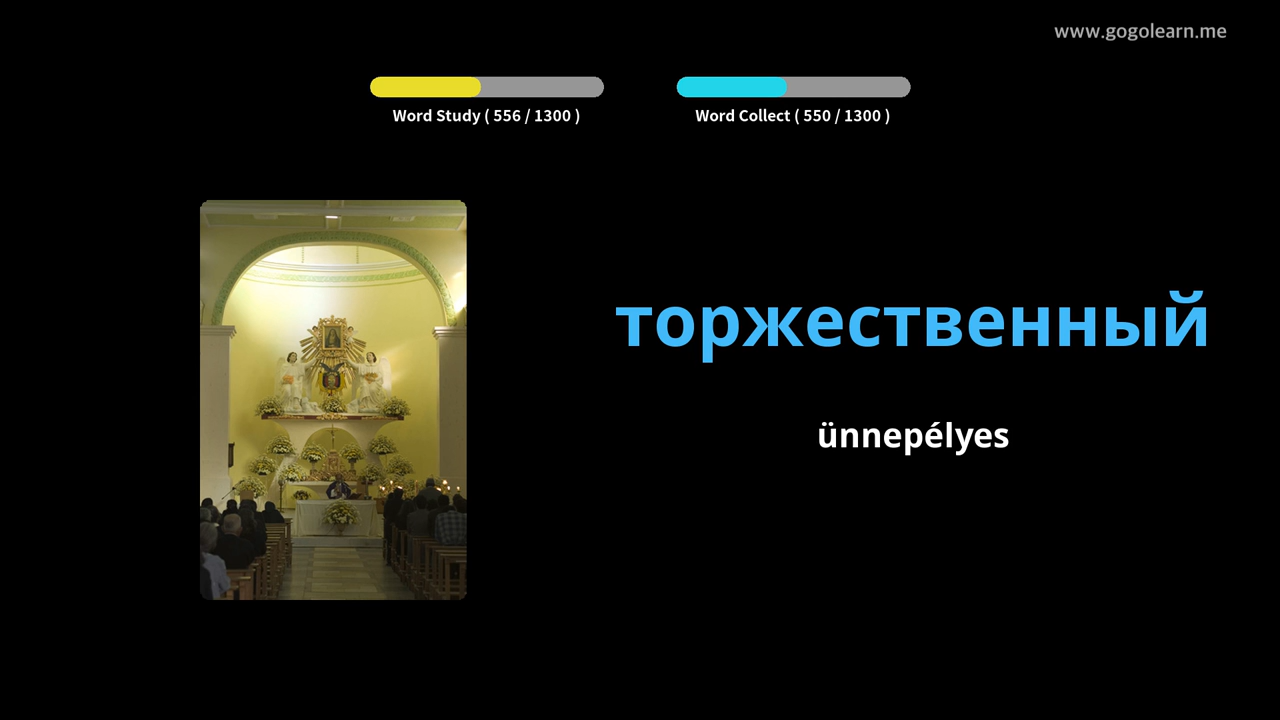 www.gogolearn.me
Word Study ( 556 / 1300 )
Word Collect ( 550 / 1300 )
торжественный
ünnepélyes